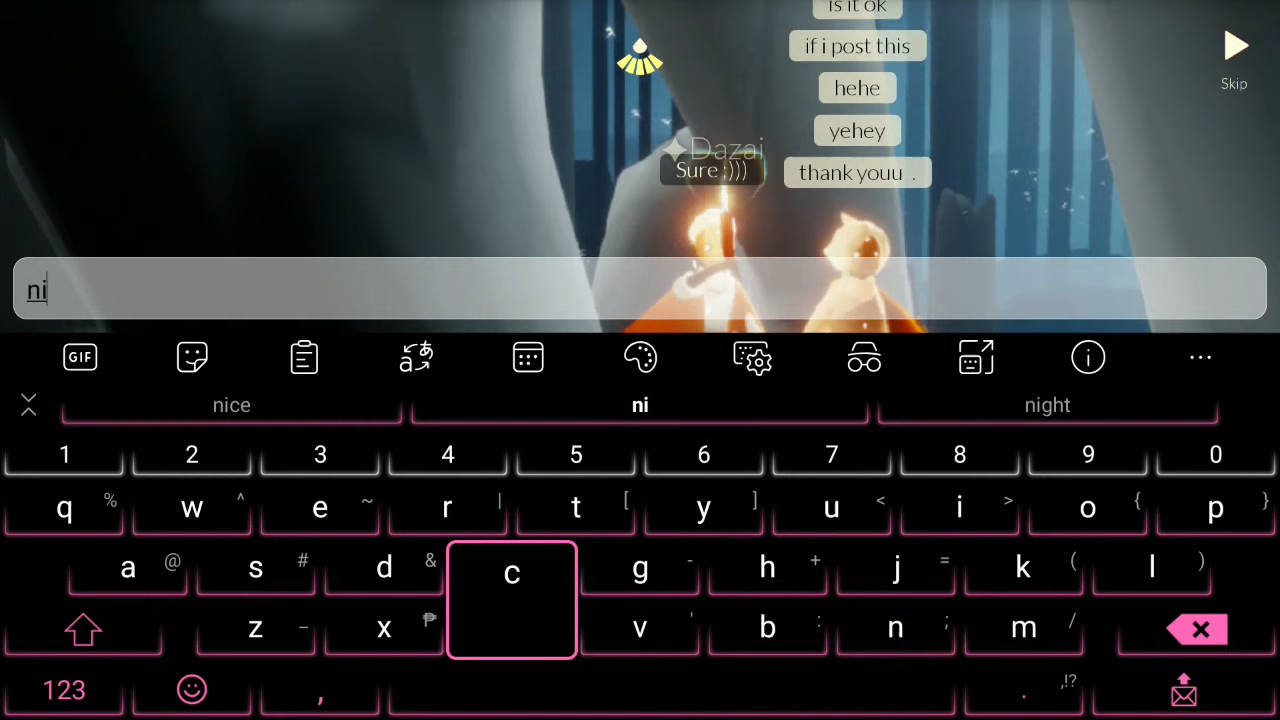 is it ok
if i post this
hehe
yehey
thank youu .
✦Dazai
Sure ;)))
Skip
ni
GIF
nice ni night
1 2 3 4 5 6 7 8 9 0
q % w ^ e ~ r | t [ y ] u < i > o { p }
a @ s # d & c g - h + j = k ( l )
z _ x ₱ v ' b : n ; m /
123 , . ,!?